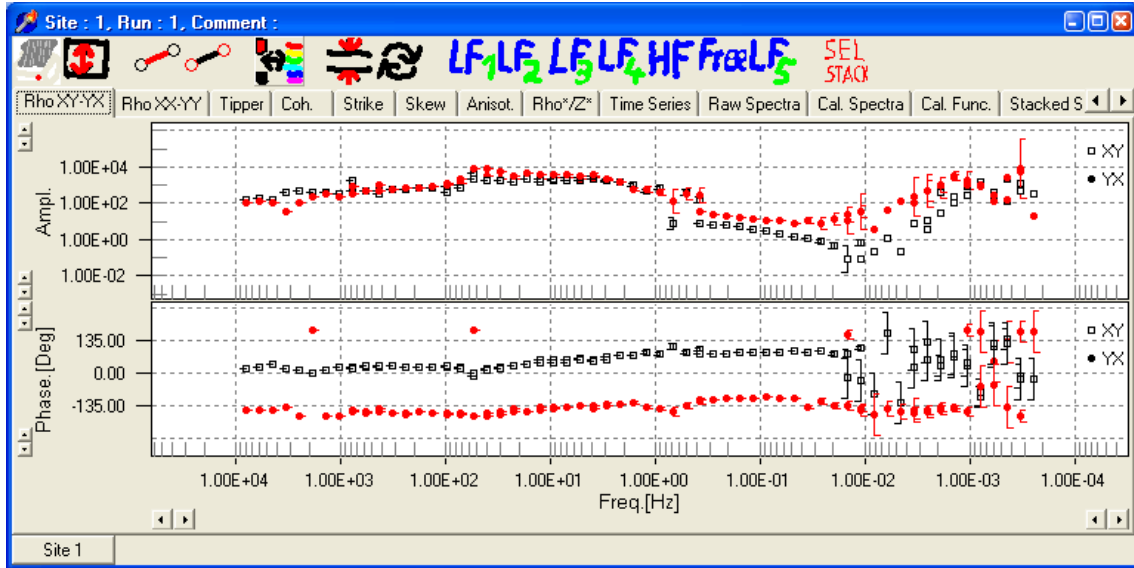 Site : 1, Run : 1, Comment :
LF1 LF2 LF3 LF4 HF Free LF5 SEL STACK
Rho XY-YX Rho XX-YY Tipper Coh. Strike Skew Anisot. Rho*/Z* Time Series Raw Spectra Cal. Spectra Cal. Func. Stacked S
XY
YX
1.00E+04
1.00E+02
1.00E+00
1.00E-02
Ampl.
XY
YX
135.00
0.00
-135.00
Phase.[Deg]
1.00E+04 1.00E+03 1.00E+02 1.00E+01 1.00E+00 1.00E-01 1.00E-02 1.00E-03 1.00E-04
Freq.[Hz]
Site 1